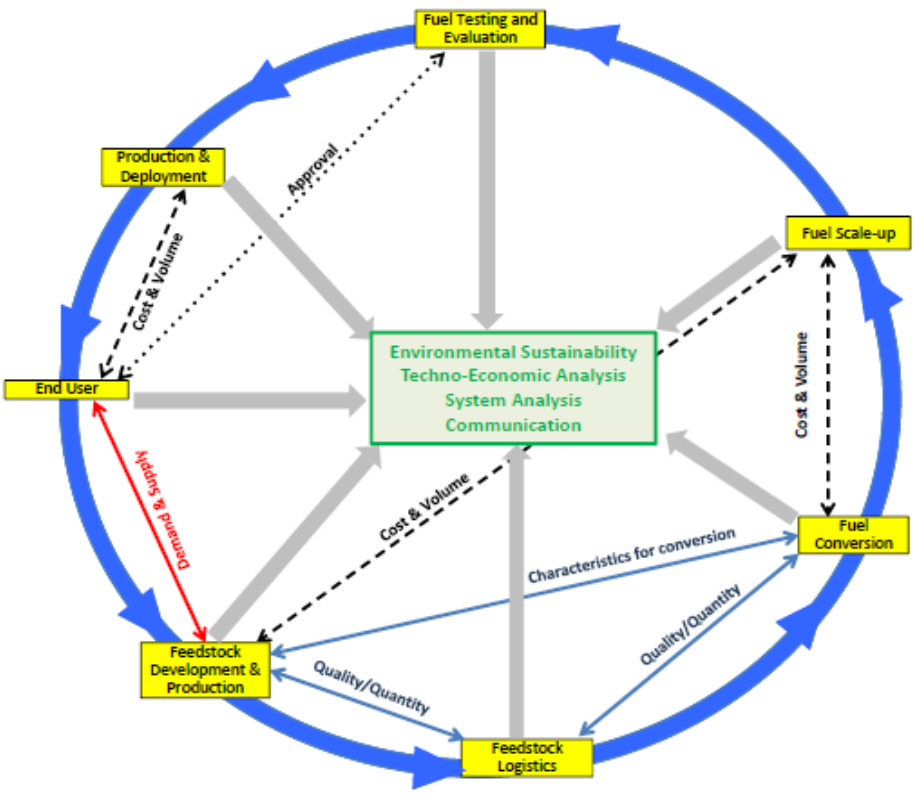 Fuel Testing and
Evaluation
Production &
Deployment
Approval
Cost & Volume
Fuel Scale-up
Environmental Sustainability
Techno-Economic Analysis
System Analysis
Communication
Cost & Volume
End User
Demand & Supply
Cost & Volume
Fuel
Conversion
Characteristics for conversion
Quality/Quantity
Feedstock
Development &
Production
Quality/Quantity
Feedstock
Logistics